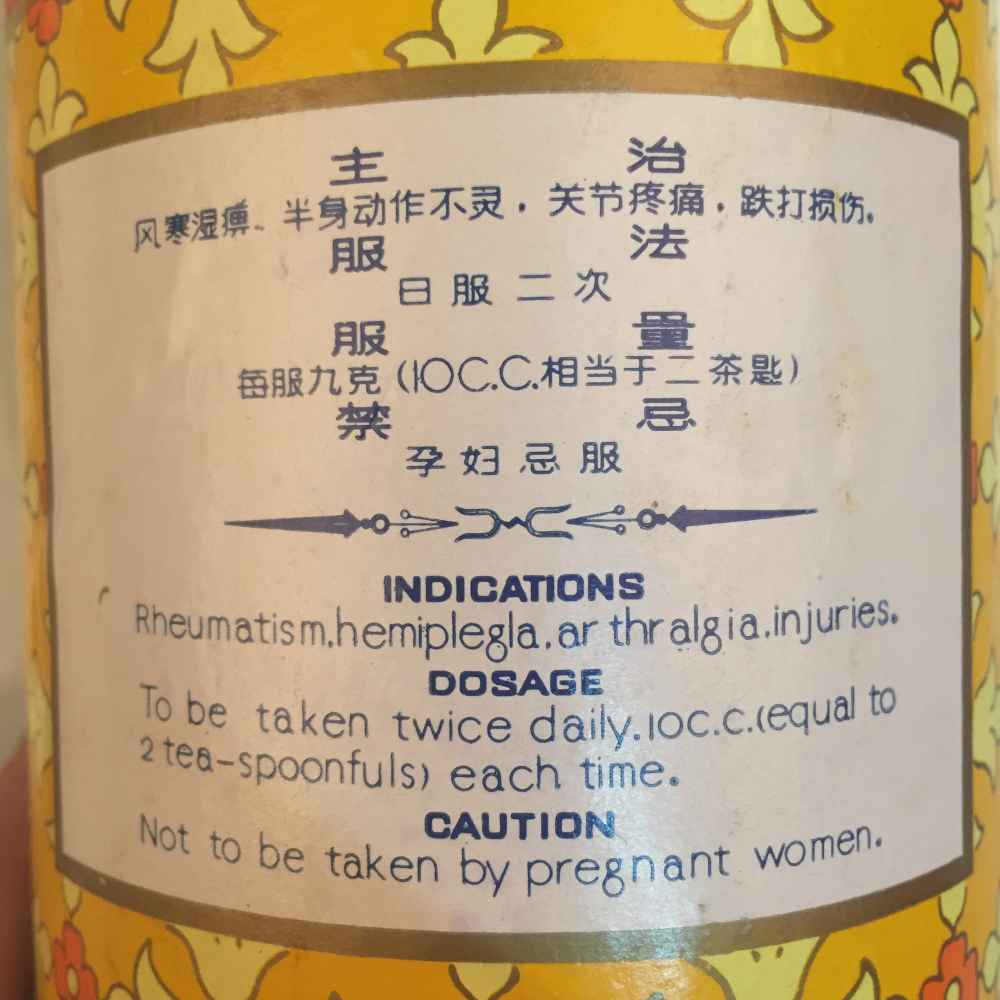 主 治
风寒湿痹、半身动作不灵，关节疼痛，跌打损伤。
服 法
日服二次
服 量
每服九克(10C.C.相当于二茶匙)
禁 忌
孕妇忌服
INDICATIONS
Rheumatism.hemiplegla.arthralgia.injuries.
DOSAGE
To be taken twice daily.10C.C.(equal to
2 tea-spoonfuls) each time.
CAUTION
Not to be taken by pregnant women.